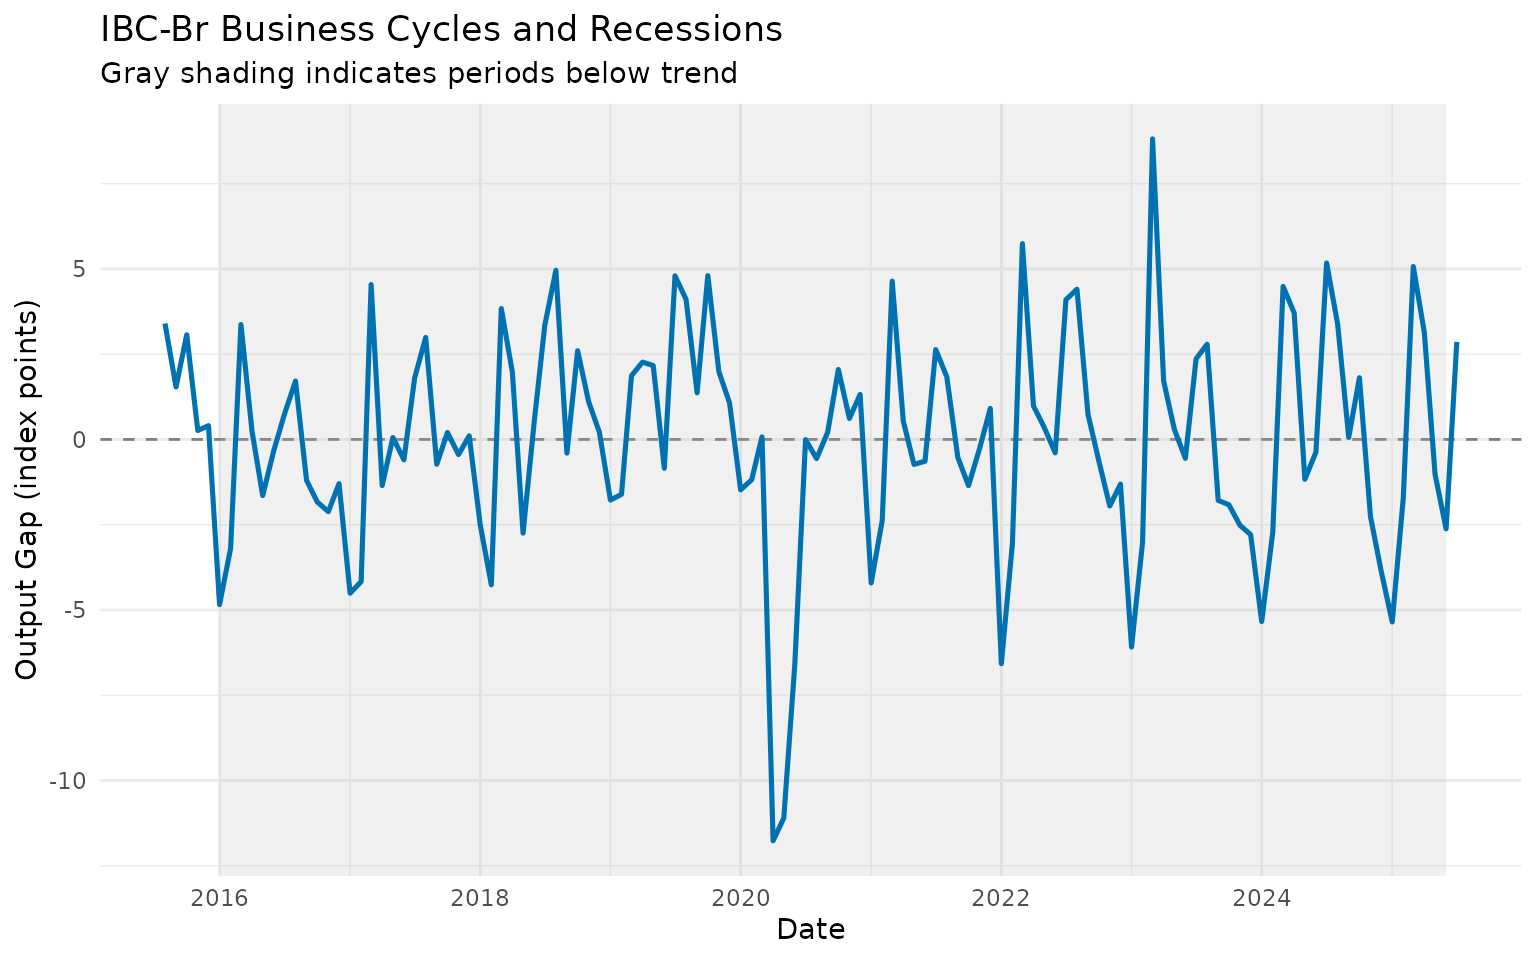 IBC-Br Business Cycles and Recessions
Gray shading indicates periods below trend
Output Gap (index points)
5
0
-5
-10
2016
2018
2020
2022
2024
Date